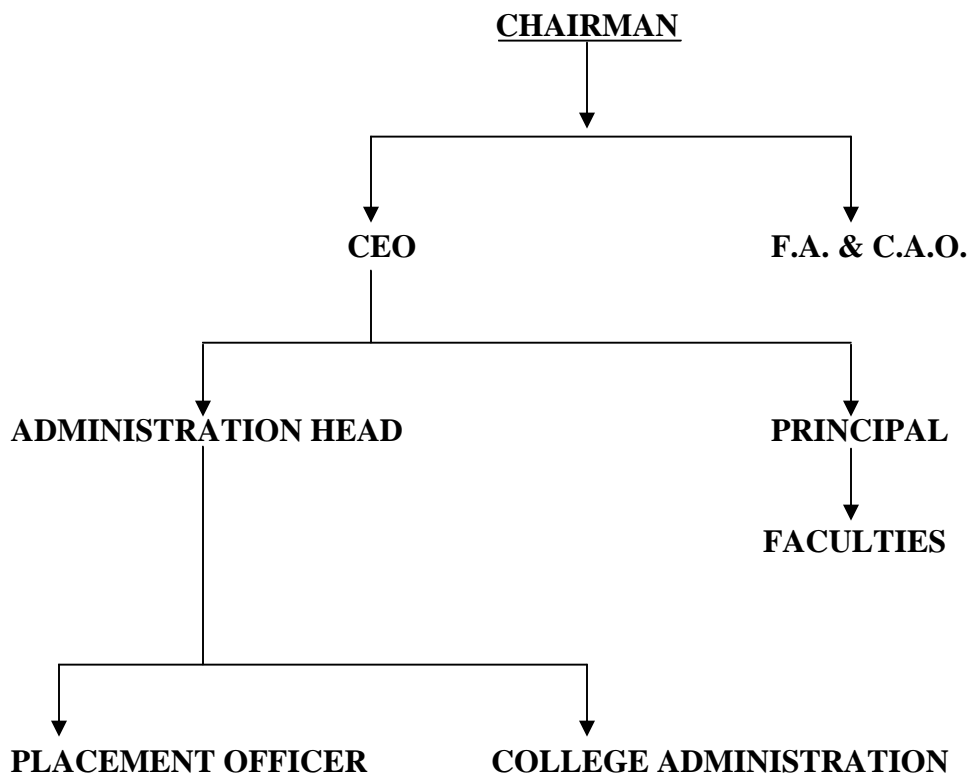 CHAIRMAN
CEO
F.A. & C.A.O.
ADMINISTRATION HEAD
PRINCIPAL
FACULTIES
PLACEMENT OFFICER
COLLEGE ADMINISTRATION